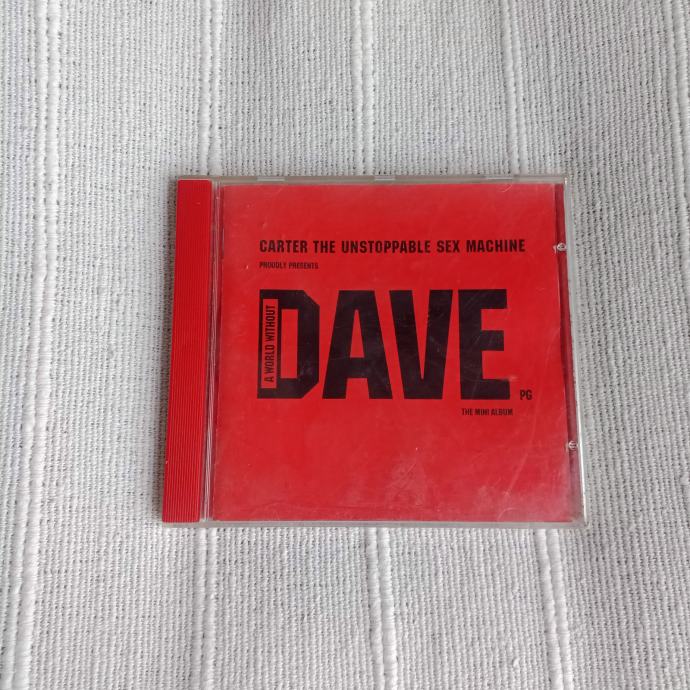 CARTER THE UNSTOPPABLE SEX MACHINE
PROUDLY PRESENTS
A WORLD WITHOUT
DAVE
PG
THE MINI ALBUM